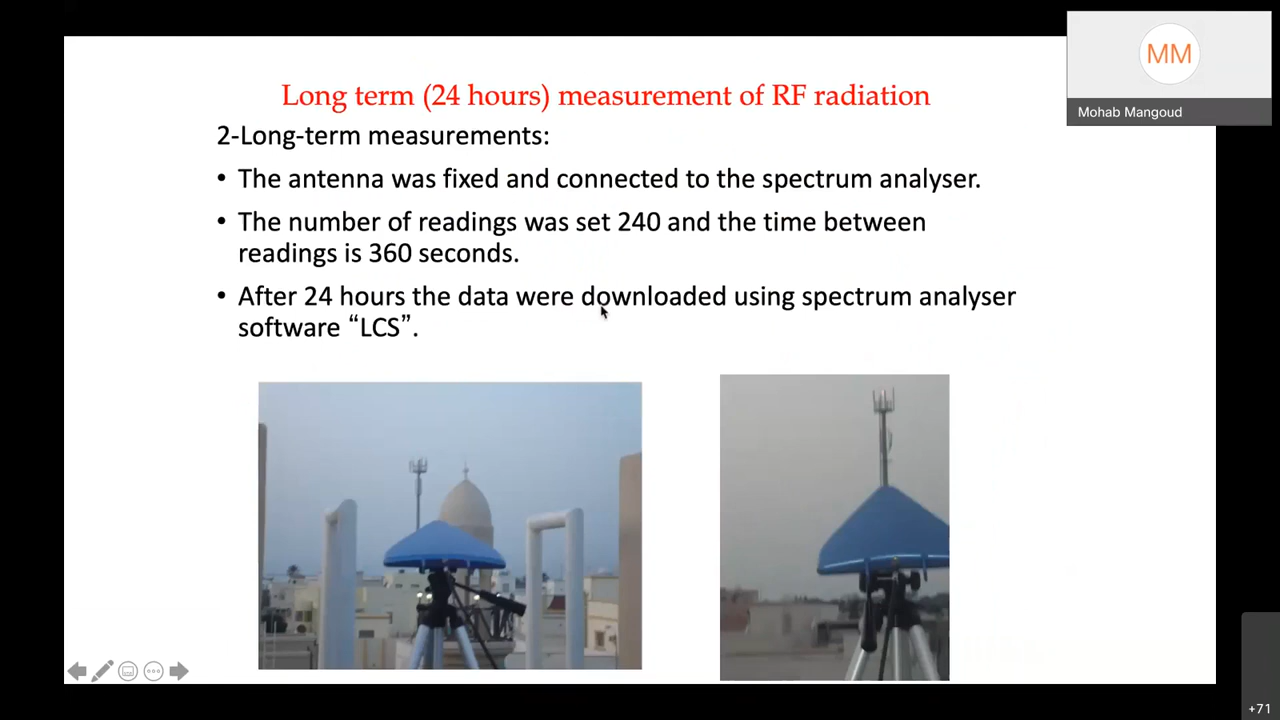 Long term (24 hours) measurement of RF radiation
2-Long-term measurements:
• The antenna was fixed and connected to the spectrum analyser.
• The number of readings was set 240 and the time between
readings is 360 seconds.
• After 24 hours the data were downloaded using spectrum analyser
software “LCS”.
MM
Mohab Mangoud
+71